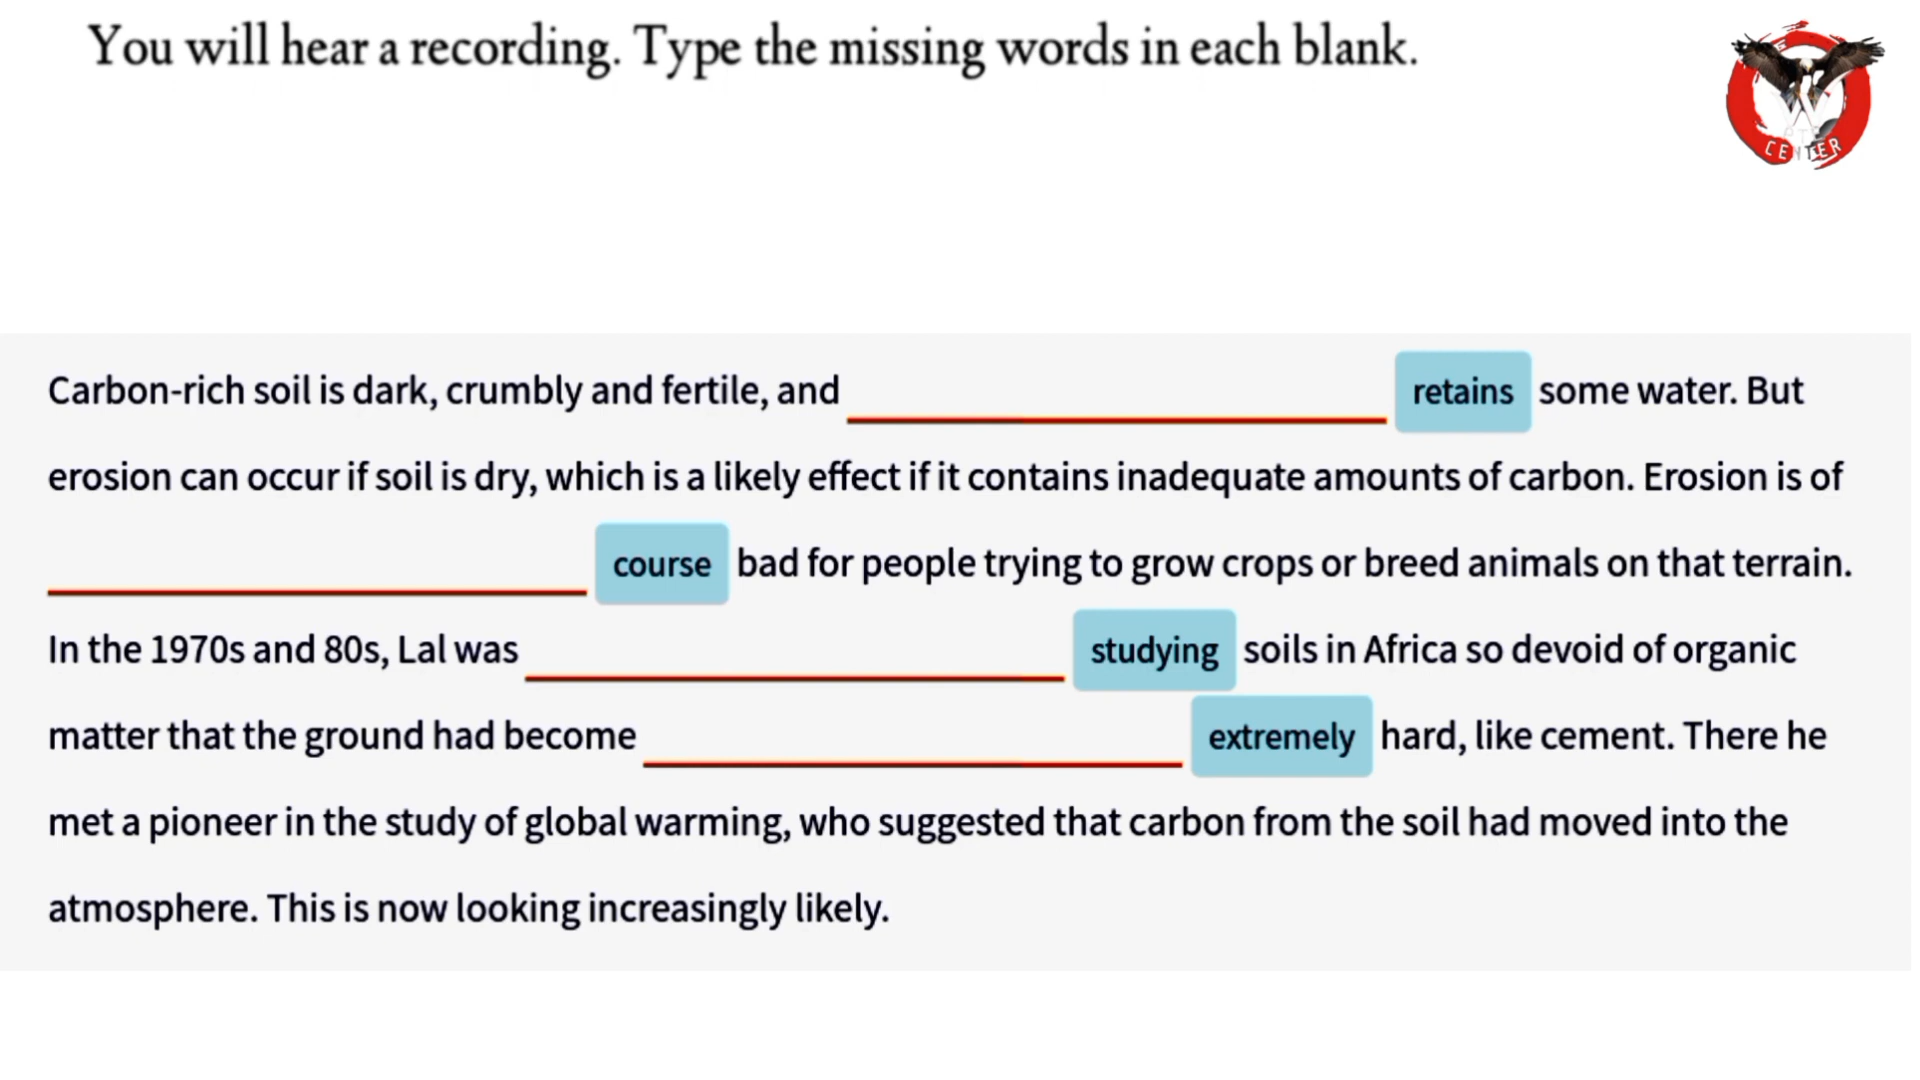 You will hear a recording. Type the missing words in each blank.
CENTER
Carbon-rich soil is dark, crumbly and fertile, and retains some water. But
erosion can occur if soil is dry, which is a likely effect if it contains inadequate amounts of carbon. Erosion is of
course bad for people trying to grow crops or breed animals on that terrain.
In the 1970s and 80s, Lal was studying soils in Africa so devoid of organic
matter that the ground had become extremely hard, like cement. There he
met a pioneer in the study of global warming, who suggested that carbon from the soil had moved into the
atmosphere. This is now looking increasingly likely.